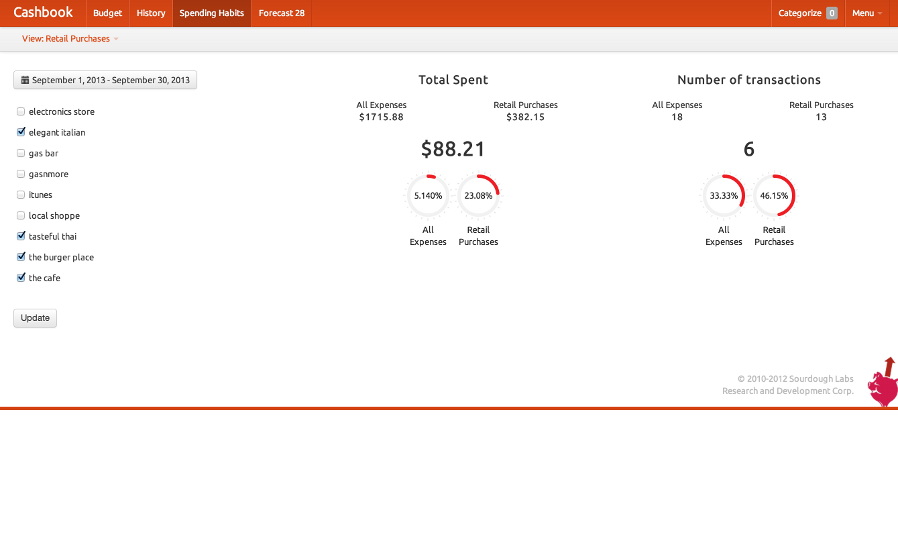 Cashbook
Budget
History
Spending Habits
Forecast 28
Categorize 0
Menu
View: Retail Purchases
September 1, 2013 - September 30, 2013
electronics store
elegant italian
gas bar
gasnmore
itunes
local shoppe
tasteful thai
the burger place
the cafe
Update
Total Spent
All Expenses
$1715.88
Retail Purchases
$382.15
$88.21
5.140%
23.08%
All
Expenses
Retail
Purchases
Number of transactions
All Expenses
18
Retail Purchases
13
6
33.33%
46.15%
All
Expenses
Retail
Purchases
© 2010-2012 Sourdough Labs
Research and Development Corp.